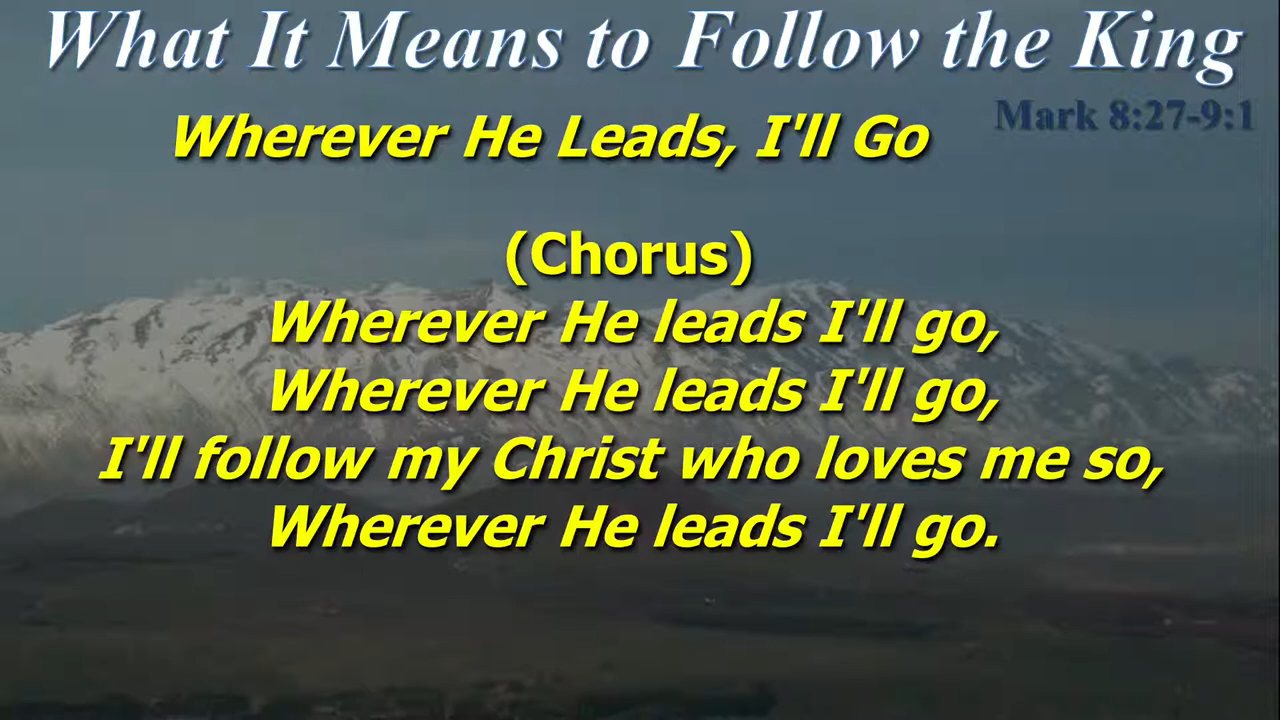 What It Means to Follow the King
Mark 8:27-9:1
Wherever He Leads, I'll Go
(Chorus)
Wherever He leads I'll go,
Wherever He leads I'll go,
I'll follow my Christ who loves me so,
Wherever He leads I'll go.